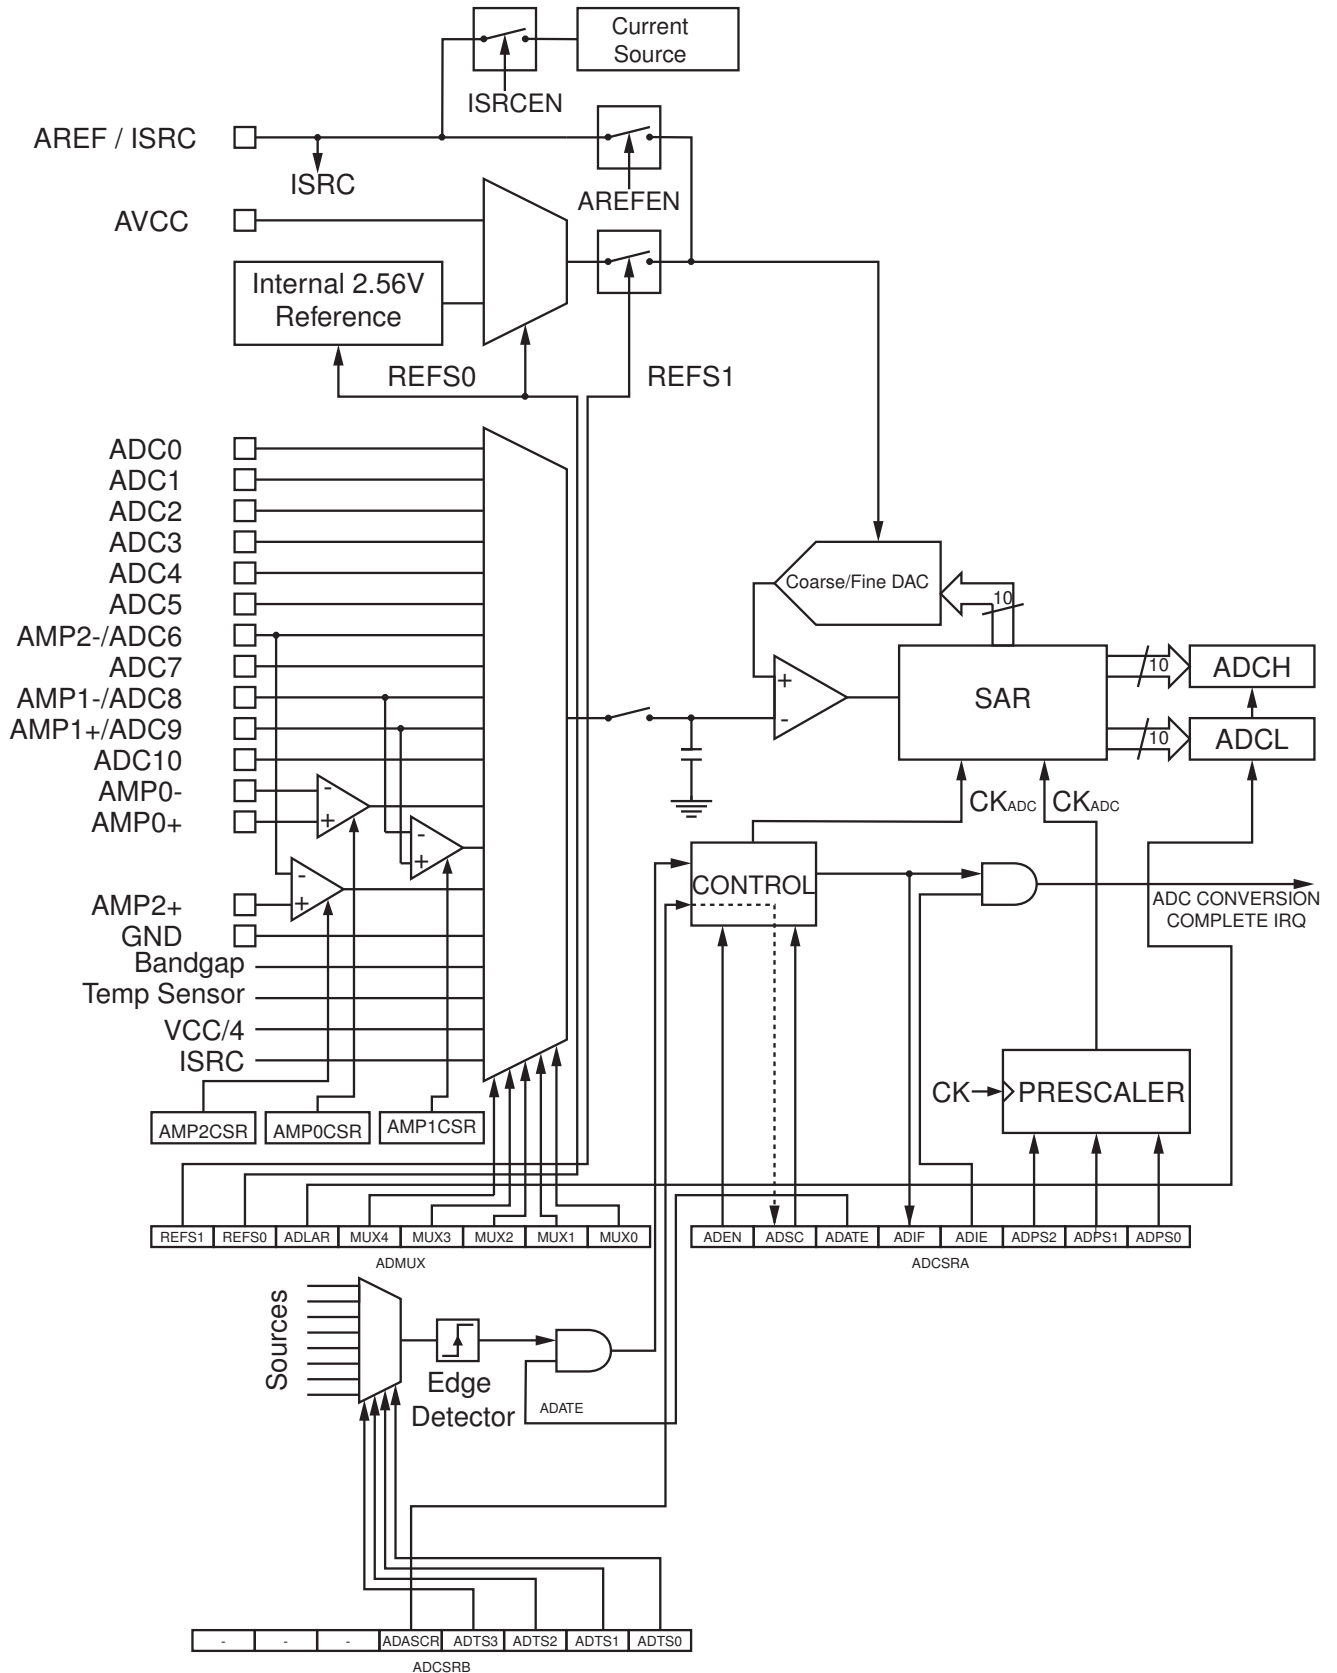 Current
Source
ISRCEN
AREF / ISRC
ISRC
AREFEN
AVCC
Internal 2.56V
Reference
REFS0
REFS1
ADC0
ADC1
ADC2
ADC3
ADC4
ADC5
AMP2-/ADC6
ADC7
AMP1-/ADC8
AMP1+/ADC9
ADC10
AMP0-
AMP0+
AMP2+
GND
Bandgap
Temp Sensor
VCC/4
ISRC
-
+
-
+
-
+
Coarse/Fine DAC
10
+
-
SAR
10
ADCH
10
ADCL
CKADC
CKADC
CONTROL
ADC CONVERSION
COMPLETE IRQ
CK
PRESCALER
AMP2CSR
AMP0CSR
AMP1CSR
REFS1
REFS0
ADLAR
MUX4
MUX3
MUX2
MUX1
MUX0
ADMUX
ADEN
ADSC
ADATE
ADIF
ADIE
ADPS2
ADPS1
ADPS0
ADCSRA
Sources
Edge
Detector
ADATE
-
-
-
ADASCR
ADTS3
ADTS2
ADTS1
ADTS0
ADCSRB